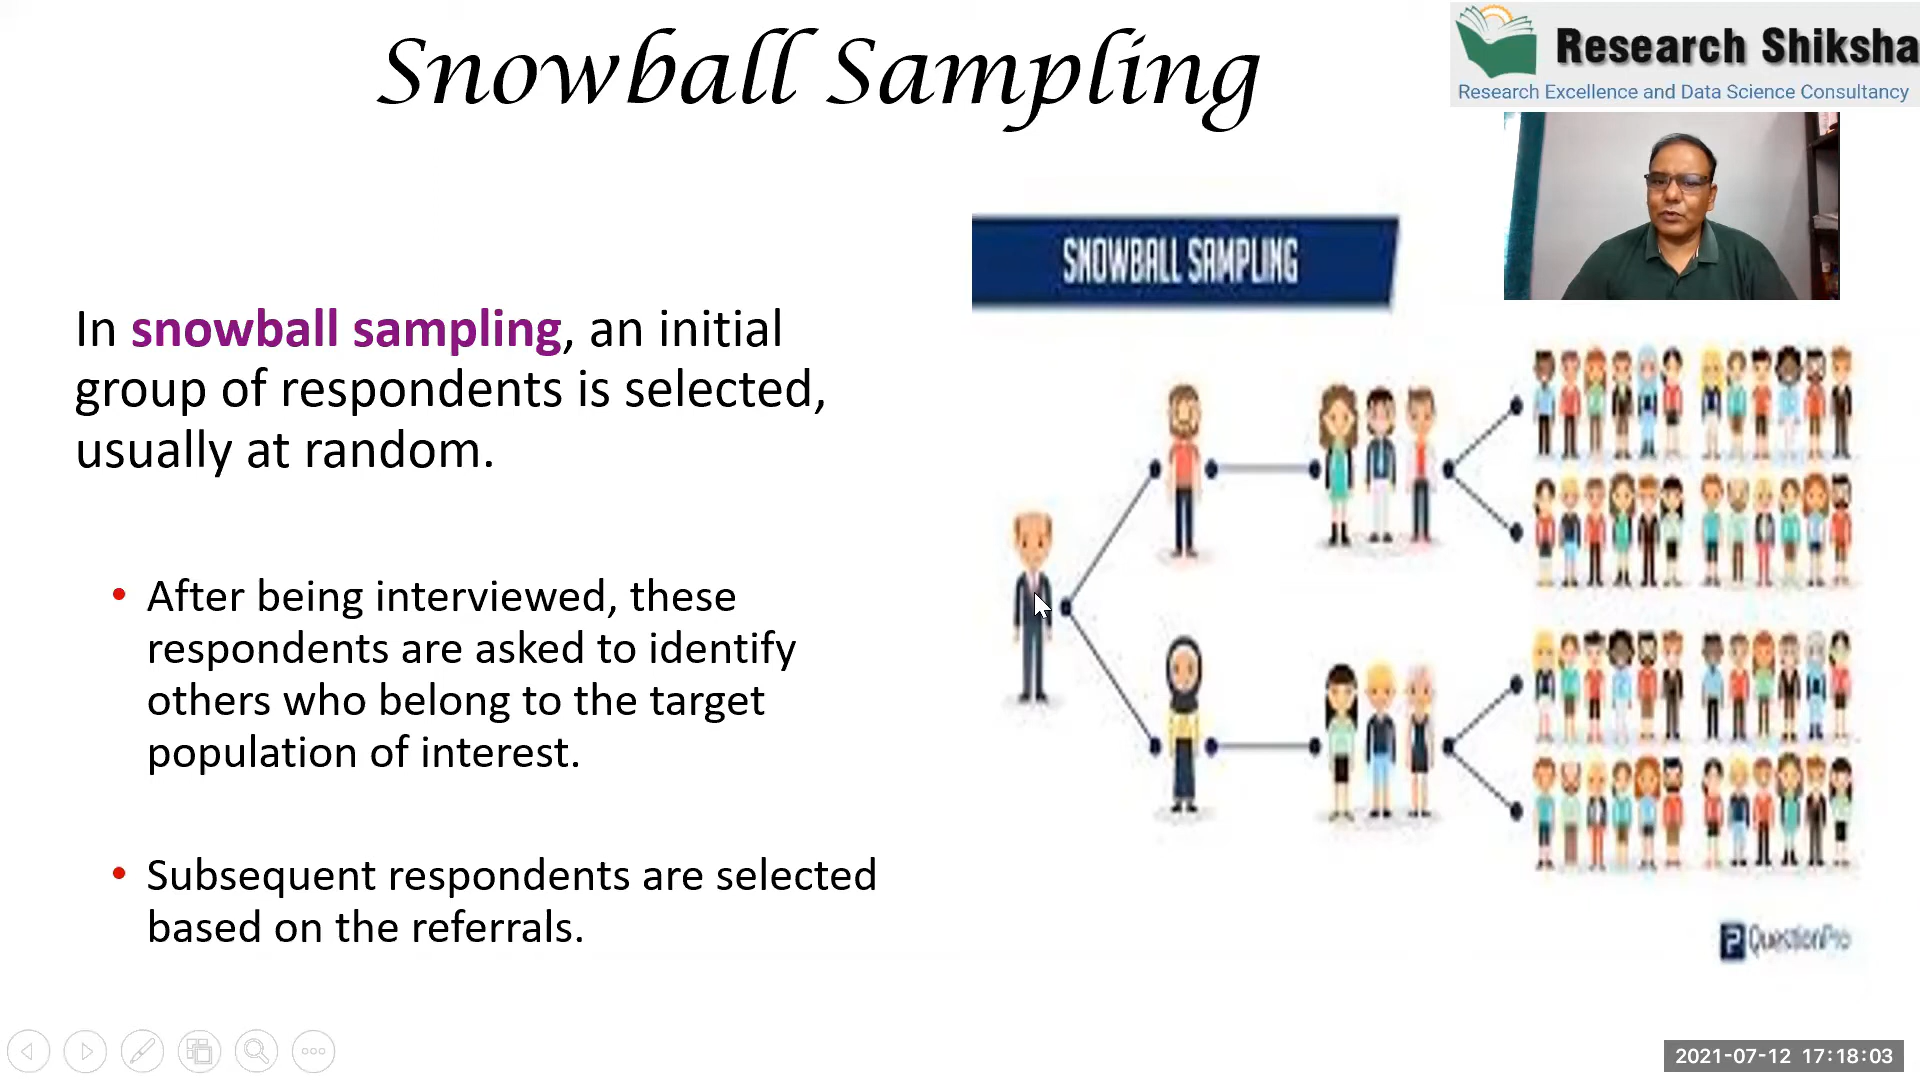 Snowball Sampling
Research Shiksha
Research Excellence and Data Science Consultancy
SNOWBALL SAMPLING
In snowball sampling, an initial
group of respondents is selected,
usually at random.
• After being interviewed, these
respondents are asked to identify
others who belong to the target
population of interest.
• Subsequent respondents are selected
based on the referrals.
QuestionPro
2021-07-12 17:18:03